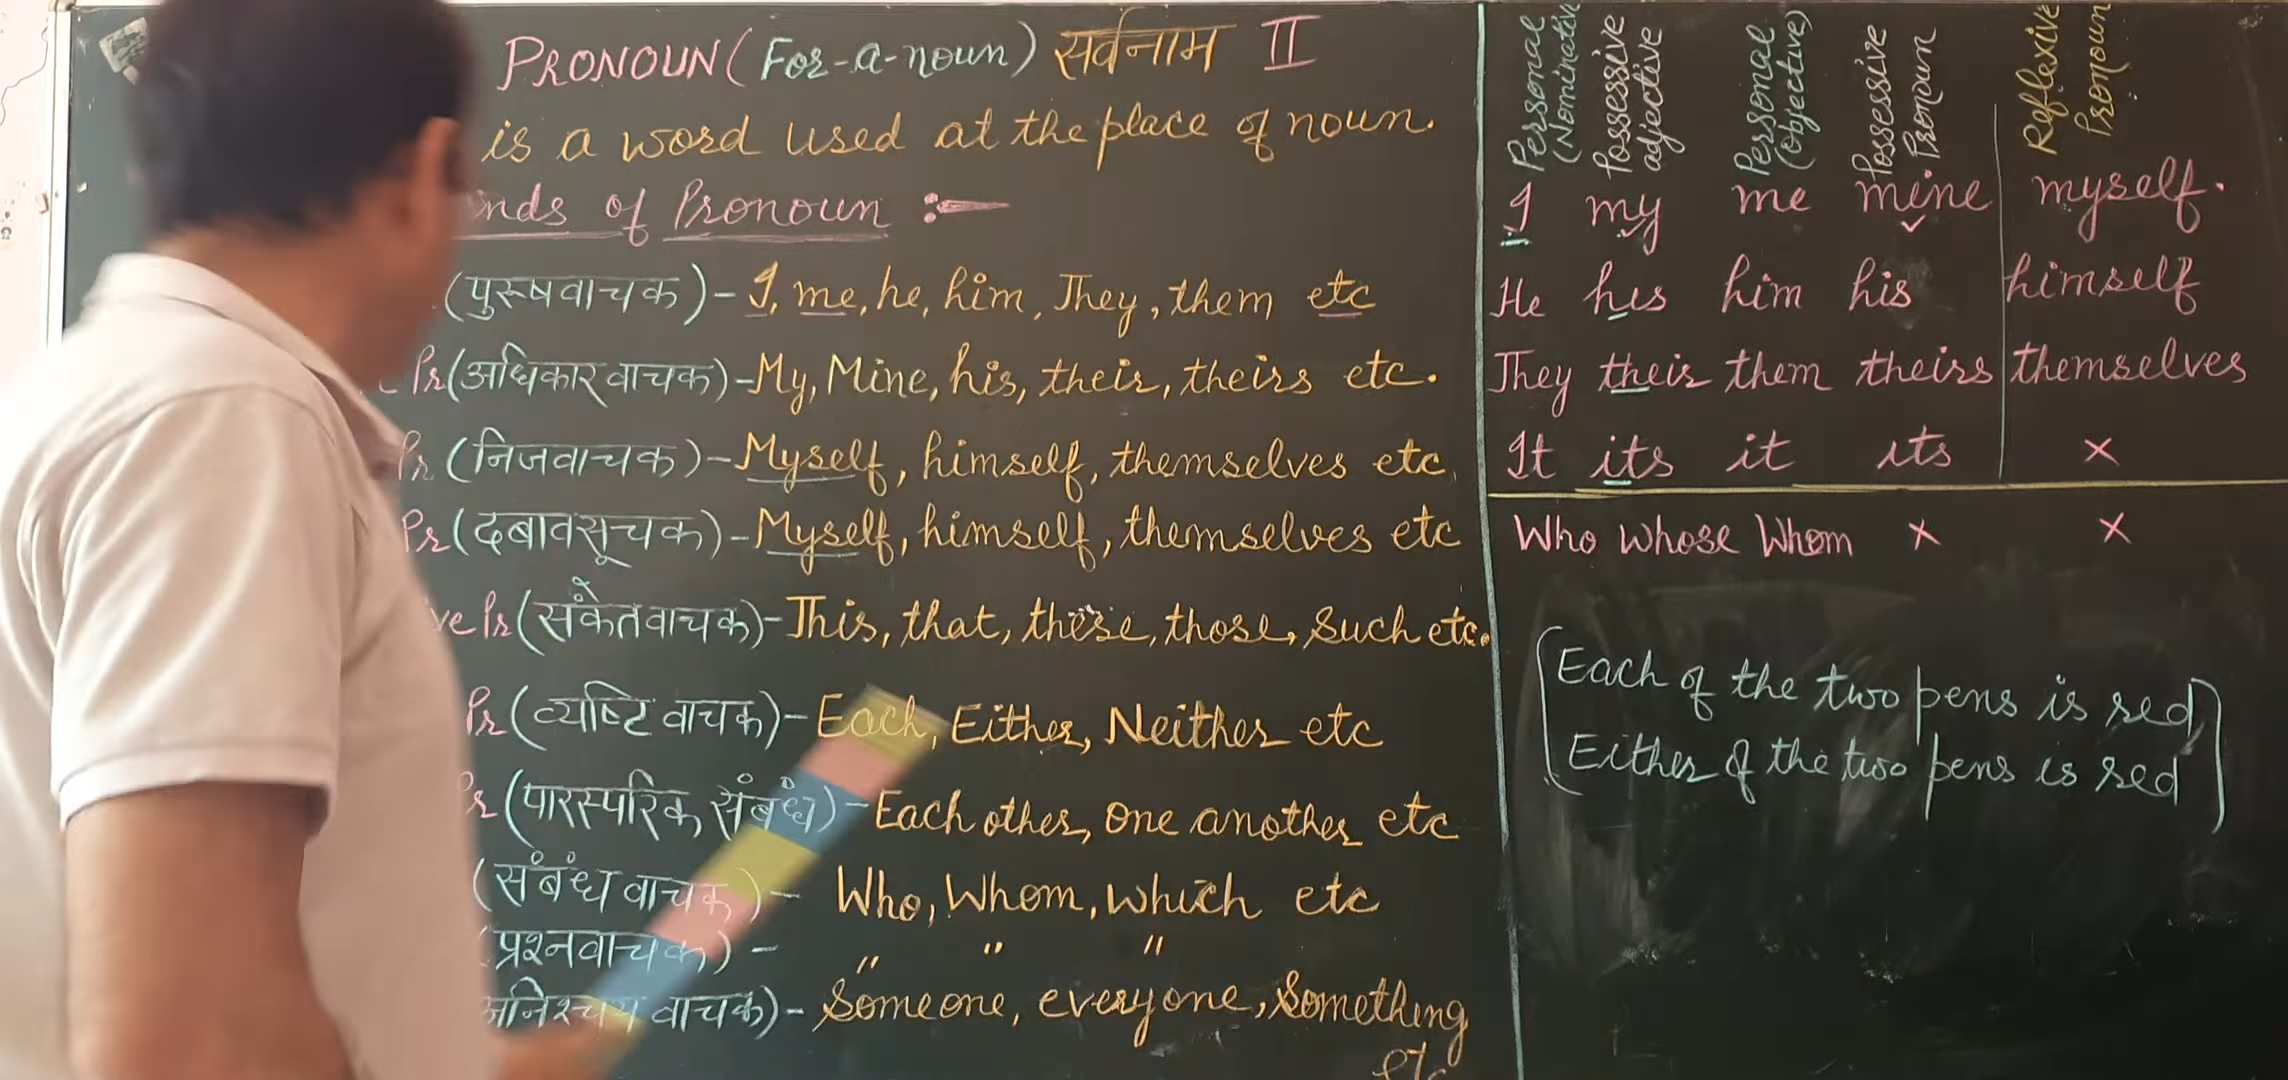 PRONOUN (For-a-noun) सर्वनाम II
is a word used at the place of noun.
nds of Pronoun :-
(पुरूषवाचक) - I, me, he, him, They, them etc
Pr (अधिकार वाचक) - My, Mine, his, their, theirs etc.
Pr (निजवाचक) - Myself, himself, themselves etc
Pr (दबावसूचक) - Myself, himself, themselves etc
ve Pr (संकेतवाचक) - This, that, these, those, Such etc.
Pr (व्यष्टि वाचक) - Each, Either, Neither etc
r (पारस्परिक संबंध) - Each other, one another etc
(संबंध वाचक) - Who, Whom, which etc
(प्रश्नवाचक) - " " "
अनिश्चय वाचक) - Someone, everyone, Something
etc
Personal (Nominative Possessive adjective Personal (objective) Possessive Pronoun Reflexive Pronoun
I my me mine myself.
He his him his himself
They their them theirs themselves
It its it its ×
Who whose Whom × ×
(Each of the two pens is red,
Either of the two pens is red)